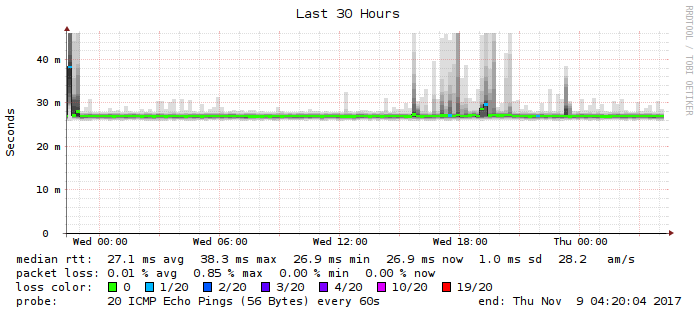 Last 30 Hours
RRDTOOL / TOBI OETIKER
Seconds
40 m
30 m
20 m
10 m
0
Wed 00:00 Wed 06:00 Wed 12:00 Wed 18:00 Thu 00:00
median rtt: 27.1 ms avg 38.3 ms max 26.9 ms min 26.9 ms now 1.0 ms sd 28.2 am/s
packet loss: 0.01 % avg 0.85 % max 0.00 % min 0.00 % now
loss color: 0 1/20 2/20 3/20 4/20 10/20 19/20
probe: 20 ICMP Echo Pings (56 Bytes) every 60s end: Thu Nov 9 04:20:04 2017